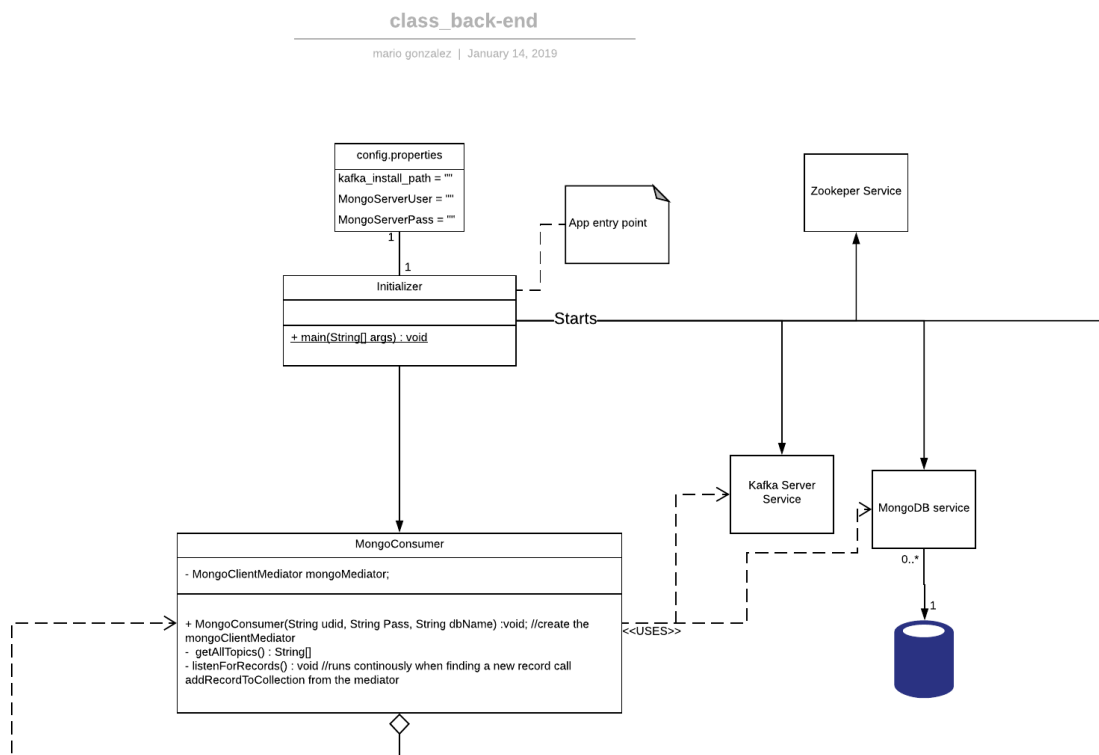 class_back-end
mario gonzalez | January 14, 2019
config.properties
kafka_install_path = ""
MongoServerUser = ""
MongoServerPass = ""
1
1
App entry point
Zookeper Service
Initializer
Starts
+ main(String[] args) : void
Kafka Server
Service
MongoDB service
0..*
1
MongoConsumer
- MongoClientMediator mongoMediator;
+ MongoConsumer(String udid, String Pass, String dbName) :void; //create the
mongoClientMediator
- getAllTopics() : String[]
- listenForRecords() : void //runs continously when finding a new record call
addRecordToCollection from the mediator
<<USES>>